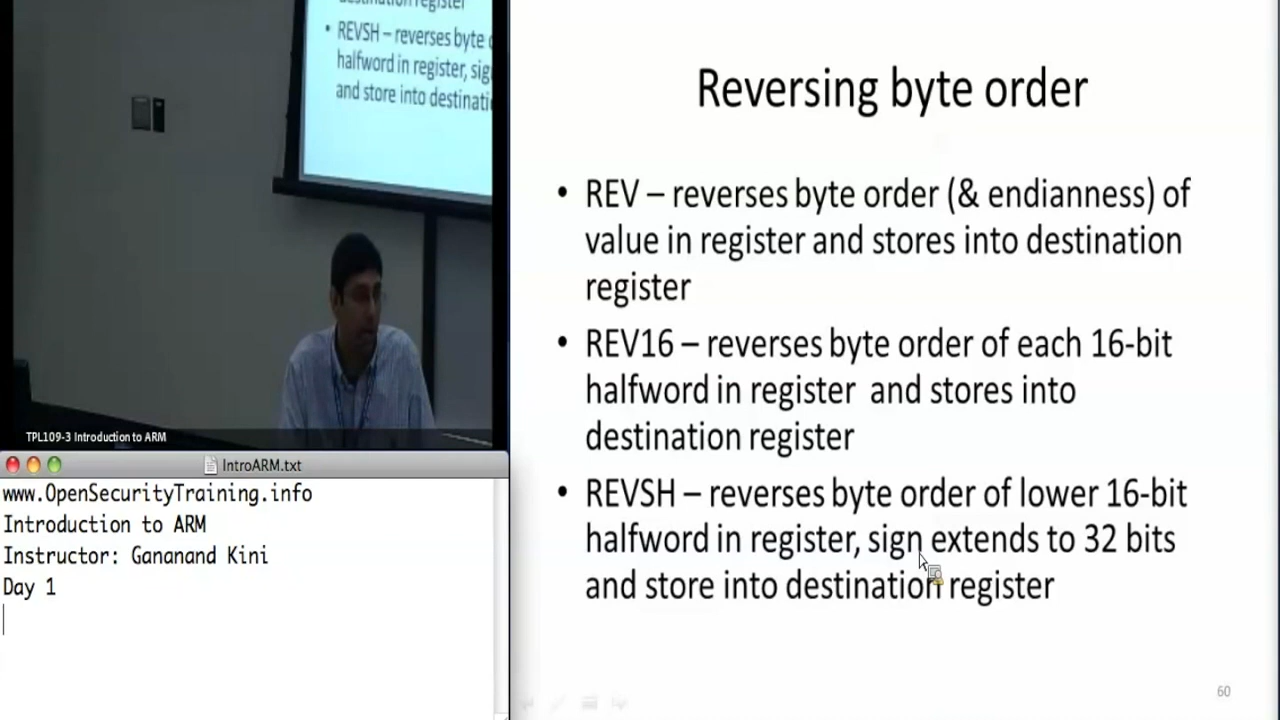 destination register
• REVSH – reverses byte
halfword in register, sig
and store into destinati
TPL109-3 Introduction to ARM
IntroARM.txt
www.OpenSecurityTraining.info
Introduction to ARM
Instructor: Gananand Kini
Day 1
Reversing byte order
• REV – reverses byte order (& endianness) of
value in register and stores into destination
register
• REV16 – reverses byte order of each 16-bit
halfword in register and stores into
destination register
• REVSH – reverses byte order of lower 16-bit
halfword in register, sign extends to 32 bits
and store into destination register
60